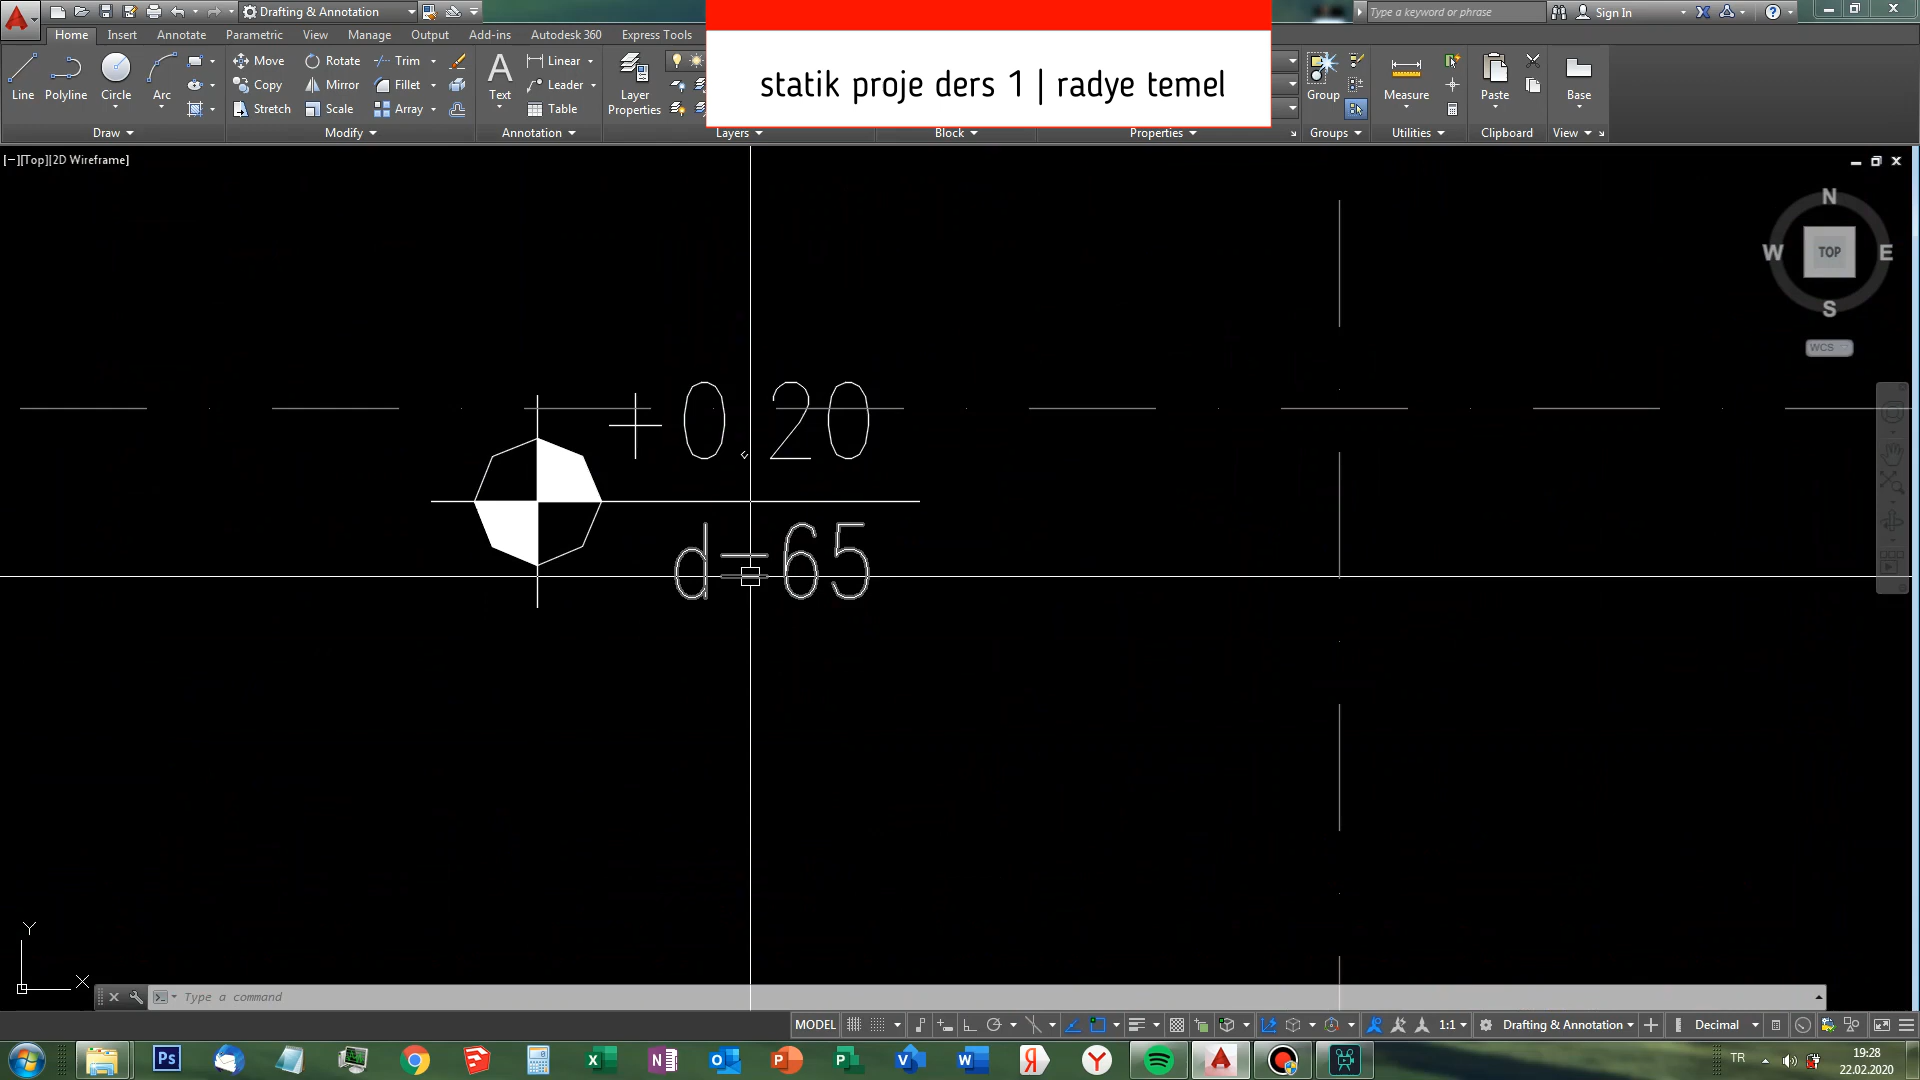 Drafting & Annotation
Type a keyword or phrase
Sign In
Home Insert Annotate Parametric View Manage Output Add-ins Autodesk 360 Express Tools
statik proje ders 1 | radye temel
Line
Polyline
Circle
Arc
Draw
Move
Copy
Stretch
Rotate
Mirror
Scale
Trim
Fillet
Array
Modify
Text
Linear
Leader
Table
Annotation
Layer
Properties
Layers
Block
Properties
Group
Groups
Measure
Utilities
Paste
Clipboard
Base
View
[−][Top][2D Wireframe]
N
W
TOP
E
S
WCS
+0.20
d=65
Y
X
Type a command
MODEL
1:1
Drafting & Annotation
Decimal
Ps
TR
19:28
22.02.2020